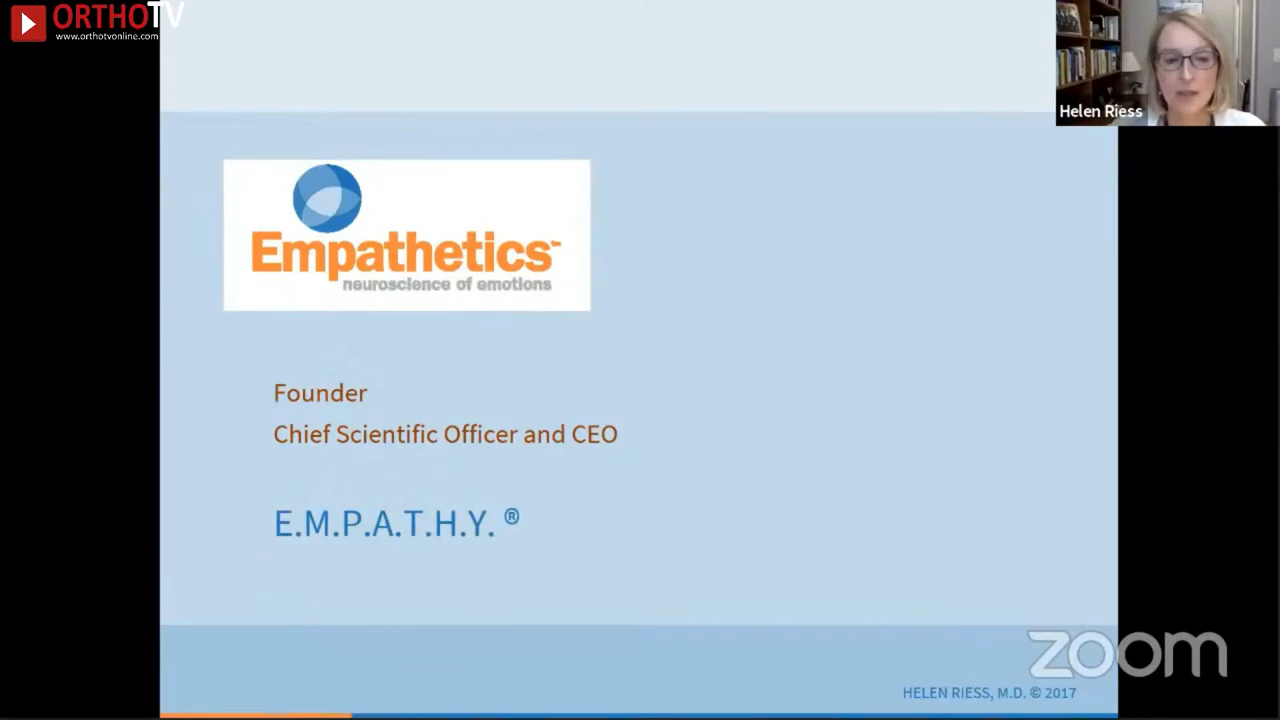 ORTHOTV
www.orthotvonline.com
Helen Riess
Empathetics™
neuroscience of emotions
Founder
Chief Scientific Officer and CEO
E.M.P.A.T.H.Y. ®
zoom
HELEN RIESS, M.D. © 2017